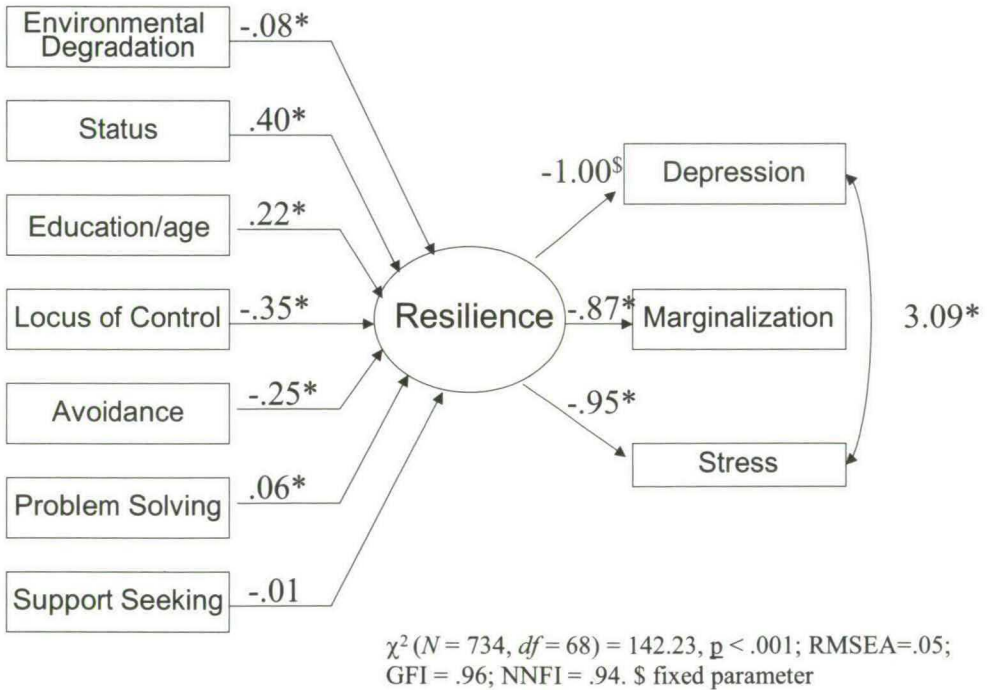 Environmental
Degradation
-.08*
Status
.40*
Education/age
.22*
Locus of Control
-.35*
Avoidance
-.25*
Problem Solving
.06*
Support Seeking
-.01
Resilience
-1.00$
Depression
-.87*
Marginalization
-.95*
Stress
3.09*
χ² (N = 734, df = 68) = 142.23, p < .001; RMSEA=.05;
GFI = .96; NNFI = .94. $ fixed parameter